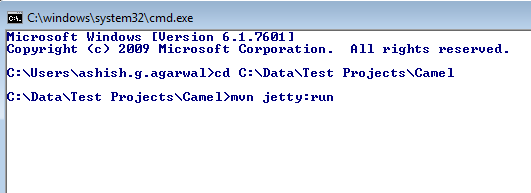 C:\windows\system32\cmd.exe
Microsoft Windows [Version 6.1.7601]
Copyright (c) 2009 Microsoft Corporation.  All rights reserved.
C:\Users\ashish.g.agarwal>cd C:\Data\Test Projects\Camel
C:\Data\Test Projects\Camel>mvn jetty:run